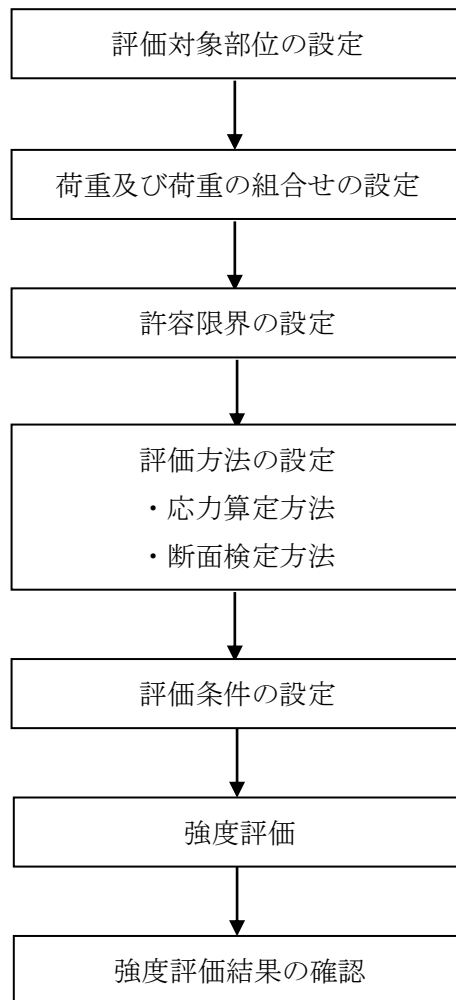 評価対象部位の設定
荷重及び荷重の組合せの設定
許容限界の設定
評価方法の設定
・応力算定方法
・断面検定方法
評価条件の設定
強度評価
強度評価結果の確認